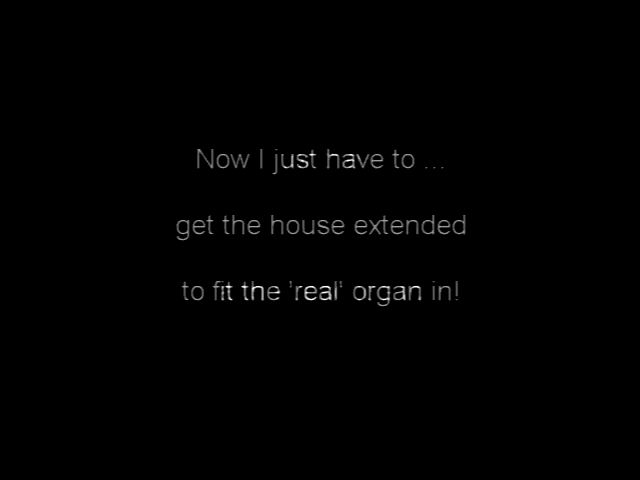 Now I just have to ...
get the house extended
to fit the 'real' organ in!